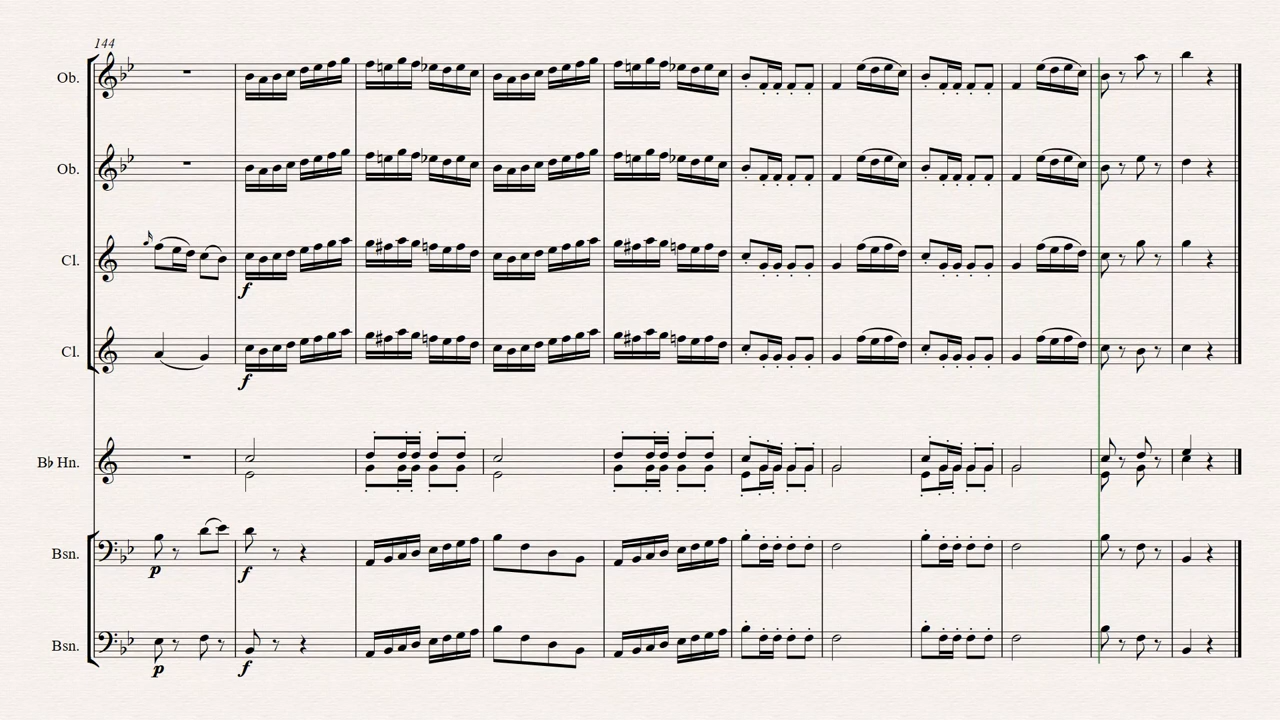 144
Ob.
Ob.
Cl.
f
Cl.
f
B♭ Hn.
Bsn.
p f
Bsn.
p f